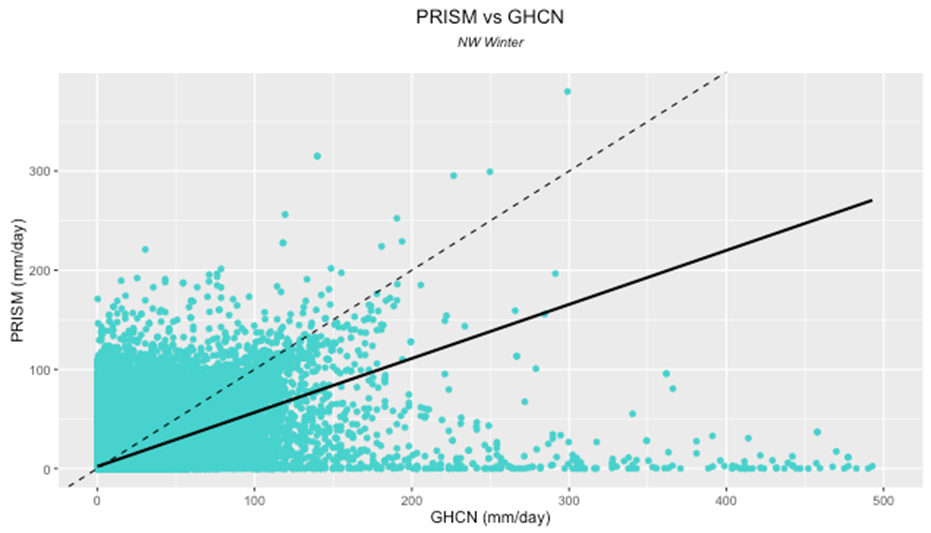 PRISM vs GHCN
NW Winter
PRISM (mm/day)
300
200
100
0
0 100 200 300 400 500
GHCN (mm/day)